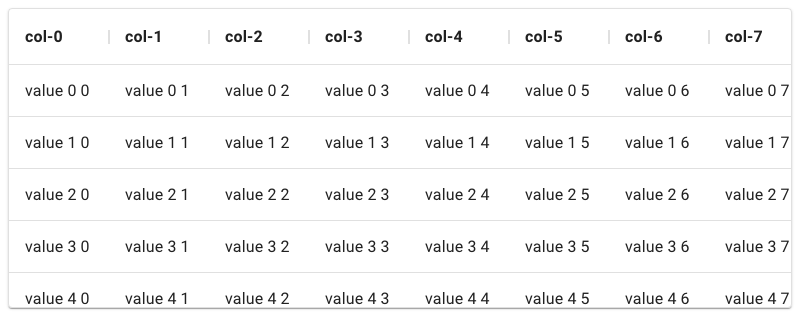 col-0 col-1 col-2 col-3 col-4 col-5 col-6 col-7
value 0 0 value 0 1 value 0 2 value 0 3 value 0 4 value 0 5 value 0 6 value 0 7
value 1 0 value 1 1 value 1 2 value 1 3 value 1 4 value 1 5 value 1 6 value 1 7
value 2 0 value 2 1 value 2 2 value 2 3 value 2 4 value 2 5 value 2 6 value 2 7
value 3 0 value 3 1 value 3 2 value 3 3 value 3 4 value 3 5 value 3 6 value 3 7
value 4 0 value 4 1 value 4 2 value 4 3 value 4 4 value 4 5 value 4 6 value 4 7